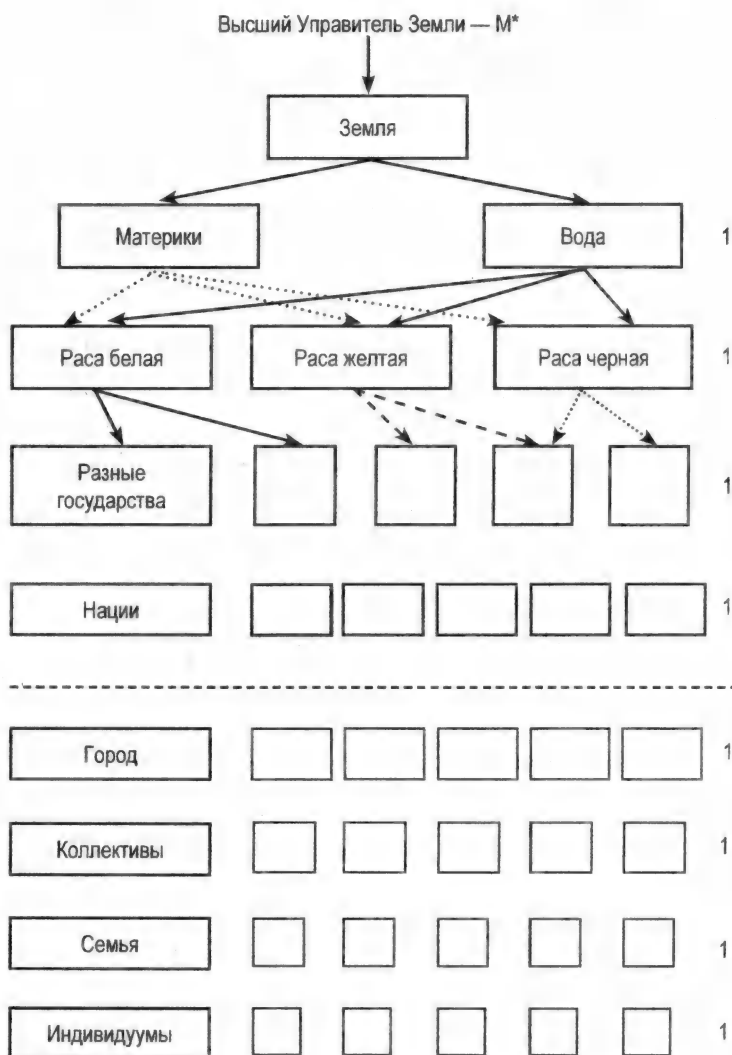 Высший Управитель Земли — М*
Земля
Материки
Вода
1
Раса белая
Раса желтая
Раса черная
1
Разные
государства
1
Нации
1
Город
1
Коллективы
1
Семья
1
Индивидуумы
1